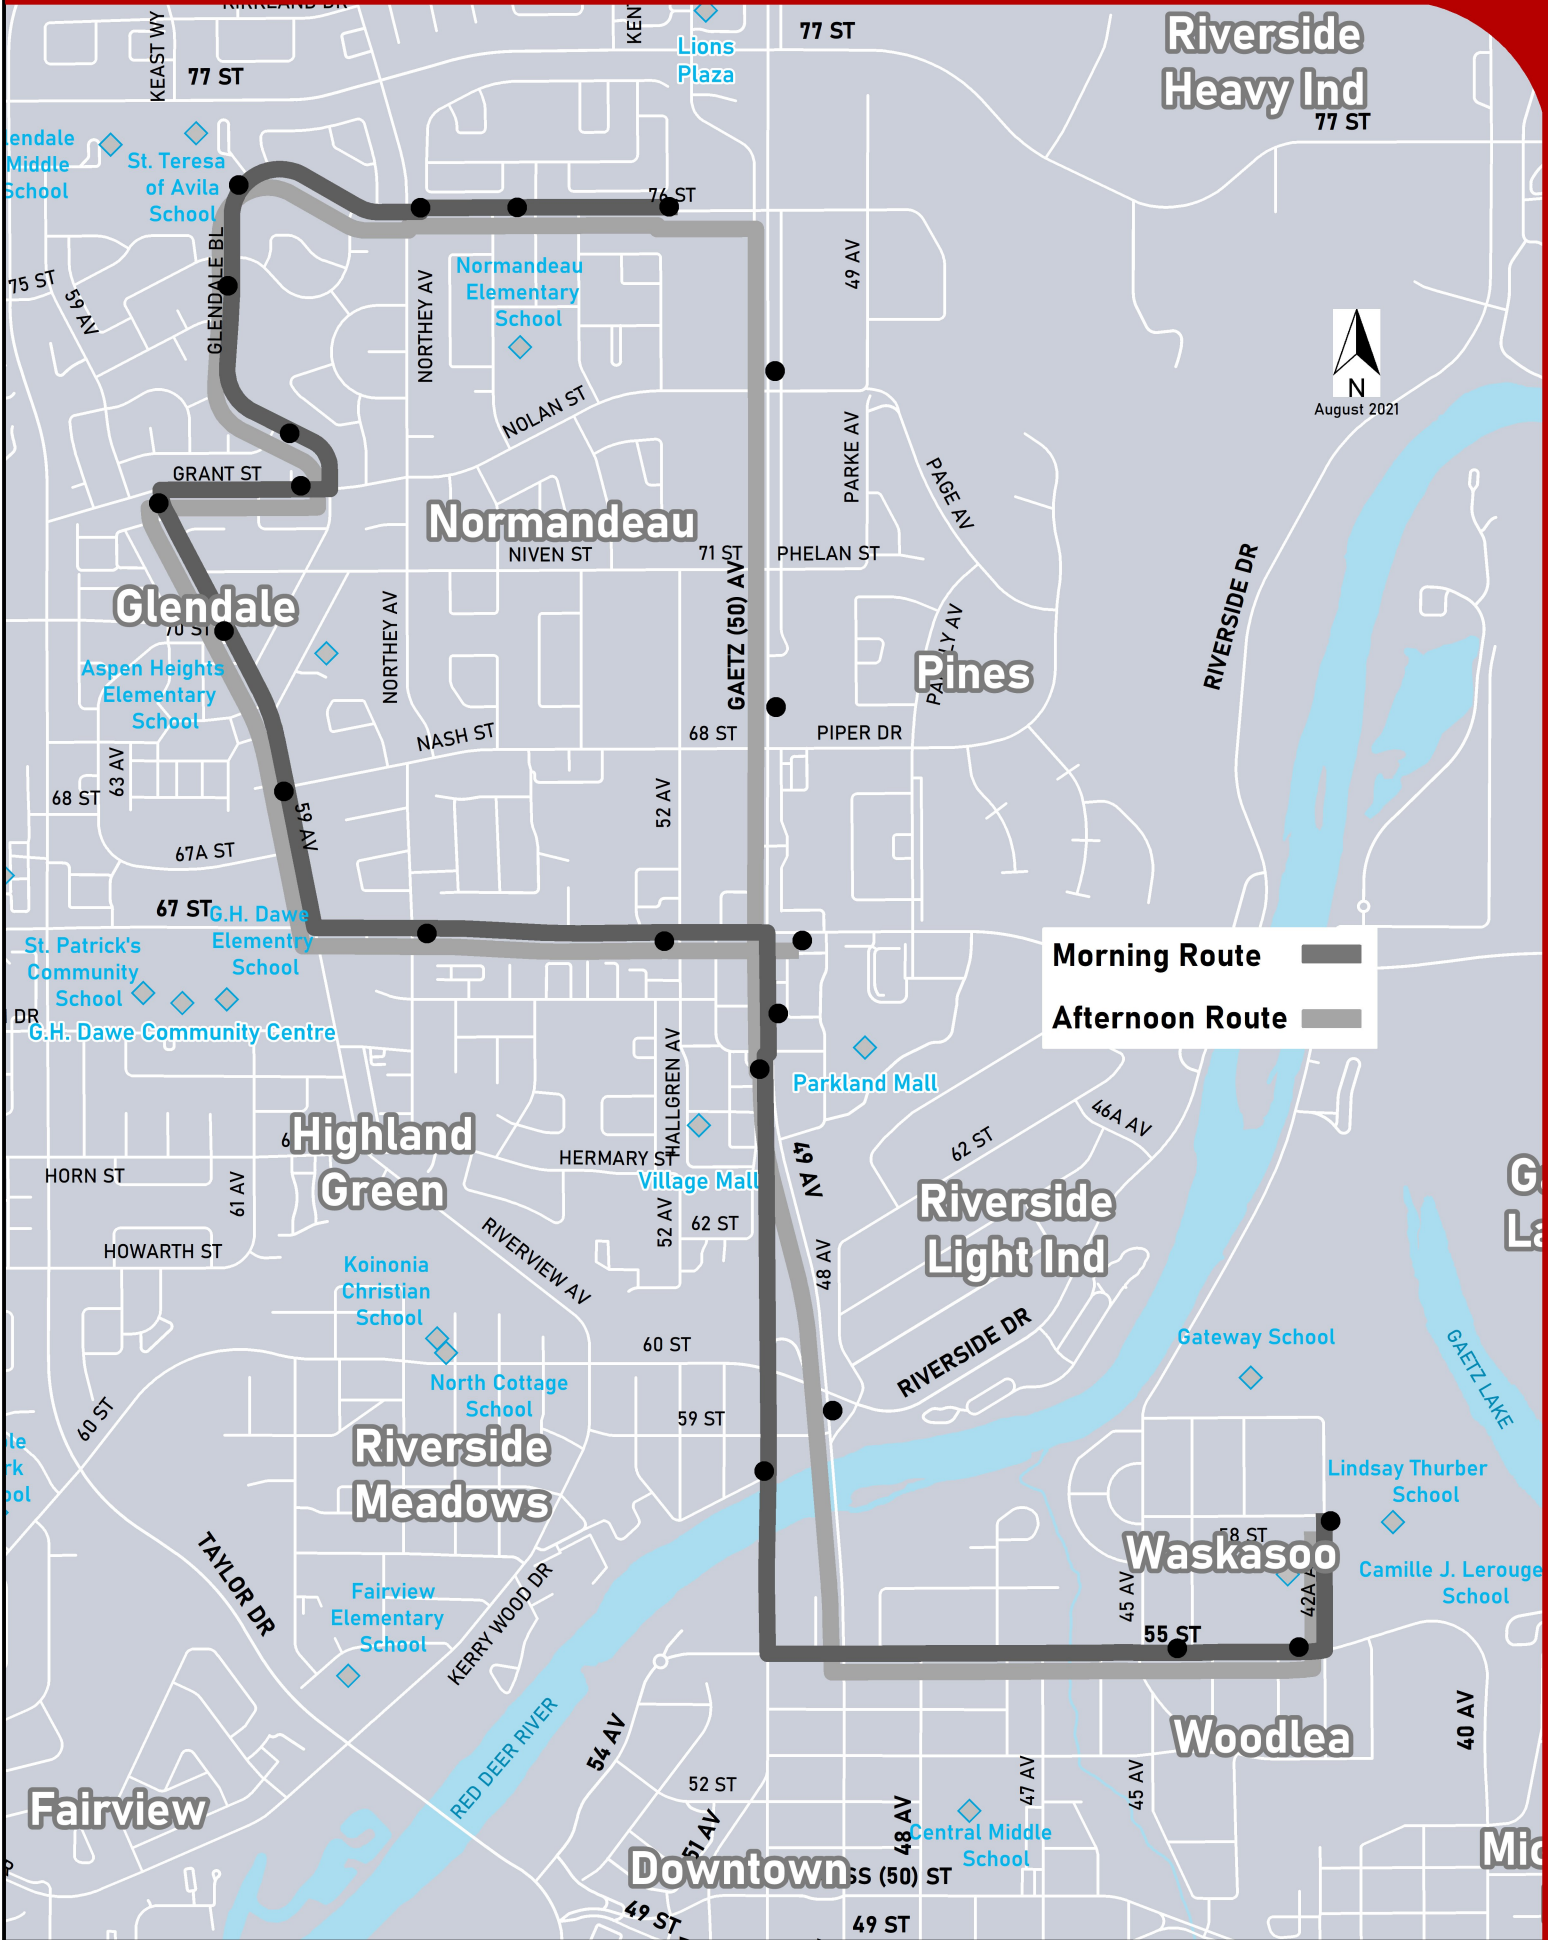 KEAST WY
77 ST
77 ST
Lions
Plaza
Riverside
Heavy Ind
77 ST
Middle
School
St. Teresa
of Avila
School
76 ST
75 ST
59 AV
GLENDALE BL
NORTHEY AV
Normandeau
Elementary
School
49 AV
N
August 2021
NOLAN ST
PARKE AV
PAGE AV
GRANT ST
Normandeau
NIVEN ST
71 ST
PHELAN ST
GAETZ (50) AV
RIVERSIDE DR
Glendale
70 ST
NORTHEY AV
Aspen Heights
Elementary
School
Pines
NASH ST
68 ST
PIPER DR
63 AV
68 ST
59 AV
52 AV
67A ST
67 ST
G.H. Dawe
Elementry
School
St. Patrick's
Community
School
DR
G.H. Dawe Community Centre
Morning Route
Afternoon Route
HALLGREN AV
Parkland Mall
Highland
Green
HORN ST
61 AV
HERMARY ST
Village Mall
49 AV
62 ST
46A AV
52 AV
62 ST
Riverside
Light Ind
HOWARTH ST
RIVERVIEW AV
48 AV
Koinonia
Christian
School
60 ST
RIVERSIDE DR
Gateway School
GAETZ LAKE
North Cottage
School
60 ST
59 ST
Riverside
Meadows
Lindsay Thurber
School
58 ST
Waskasoo
Camille J. Lerouge
School
45 AV
42A
55 ST
TAYLOR DR
Fairview
Elementary
School
KERRY WOOD DR
RED DEER RIVER
54 AV
Woodlea
40 AV
Fairview
52 ST
51 AV
48 AV
47 AV
45 AV
Central Middle
School
Downtown
SS (50) ST
49 ST
49 ST